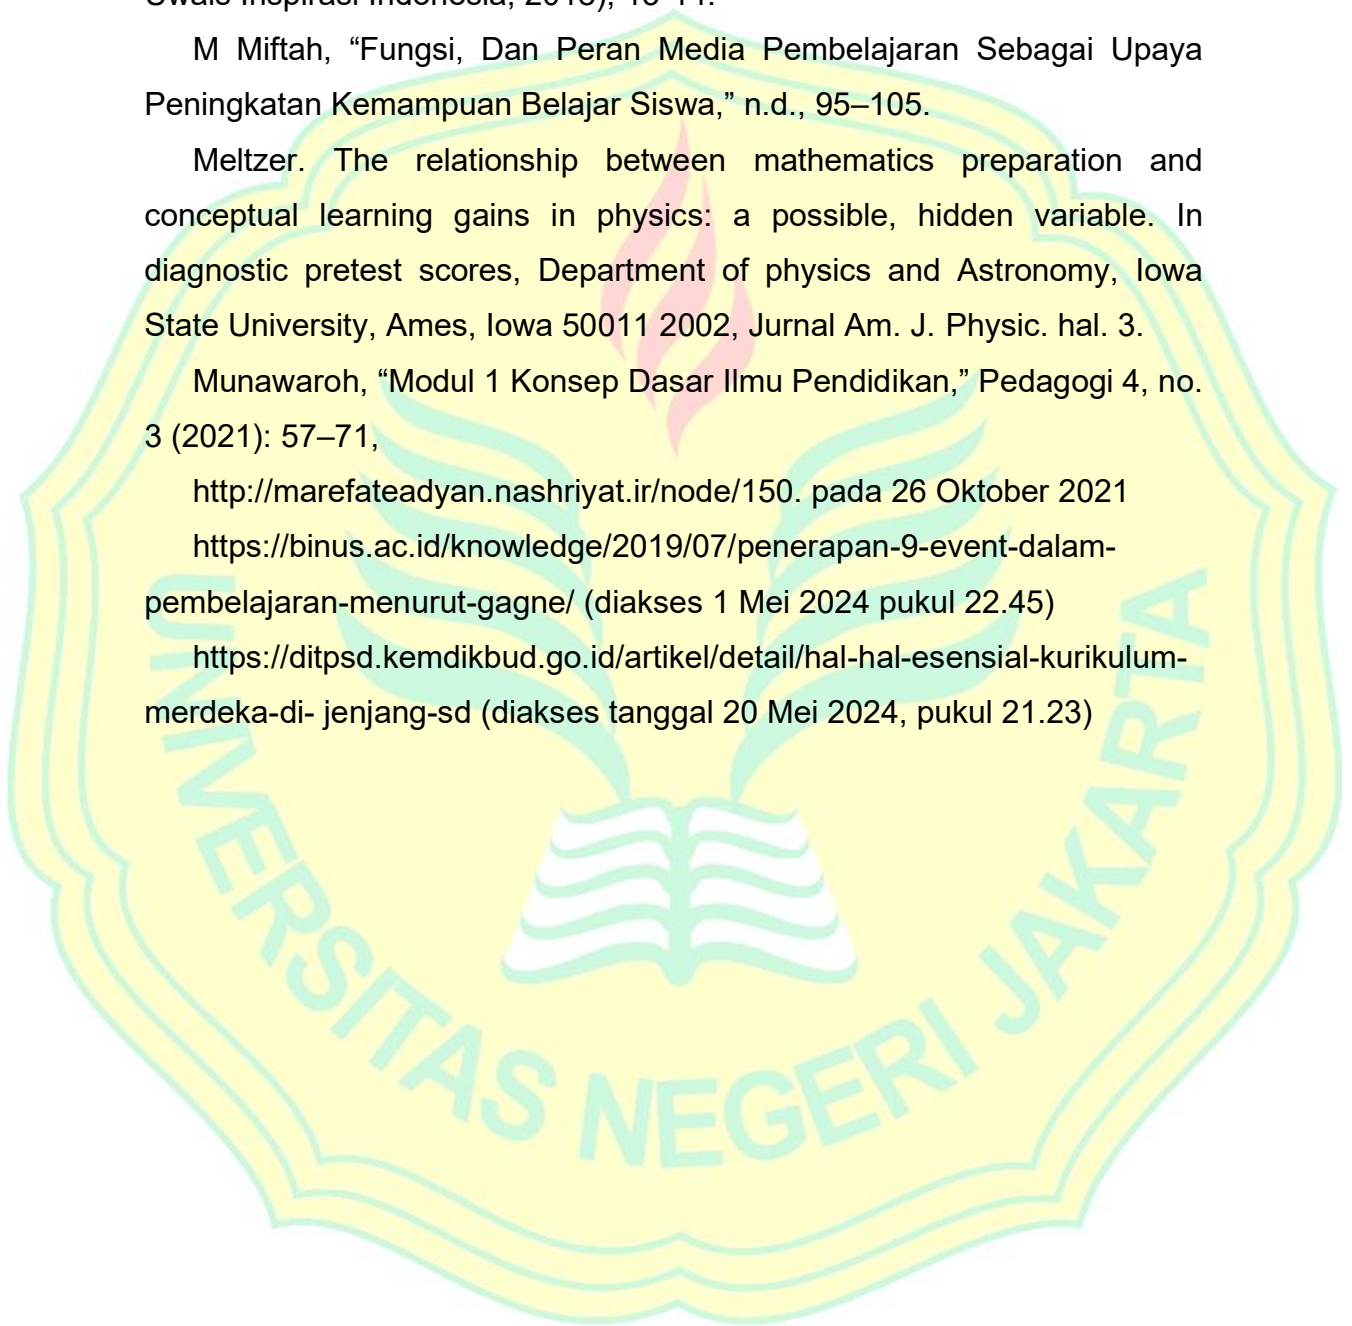 M Miftah, “Fungsi, Dan Peran Media Pembelajaran Sebagai Upaya
Peningkatan Kemampuan Belajar Siswa,” n.d., 95–105.
Meltzer. The relationship between mathematics preparation and
conceptual learning gains in physics: a possible, hidden variable. In
diagnostic pretest scores, Department of physics and Astronomy, Iowa
State University, Ames, Iowa 50011 2002, Jurnal Am. J. Physic. hal. 3.
Munawaroh, “Modul 1 Konsep Dasar Ilmu Pendidikan,” Pedagogi 4, no.
3 (2021): 57–71,
http://marefateadyan.nashriyat.ir/node/150. pada 26 Oktober 2021
https://binus.ac.id/knowledge/2019/07/penerapan-9-event-dalam-
pembelajaran-menurut-gagne/ (diakses 1 Mei 2024 pukul 22.45)
https://ditpsd.kemdikbud.go.id/artikel/detail/hal-hal-esensial-kurikulum-
merdeka-di- jenjang-sd (diakses tanggal 20 Mei 2024, pukul 21.23)
UNIVERSITAS NEGERI JAKARTA